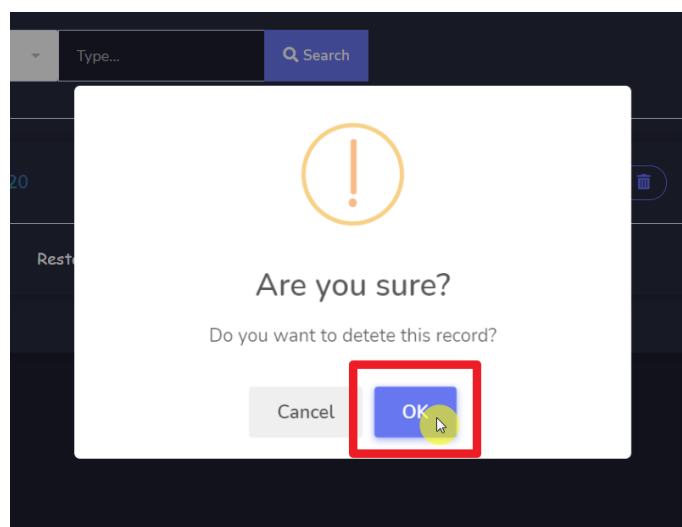 Type...
Search
20
Rest
Are you sure?
Do you want to detete this record?
Cancel
OK